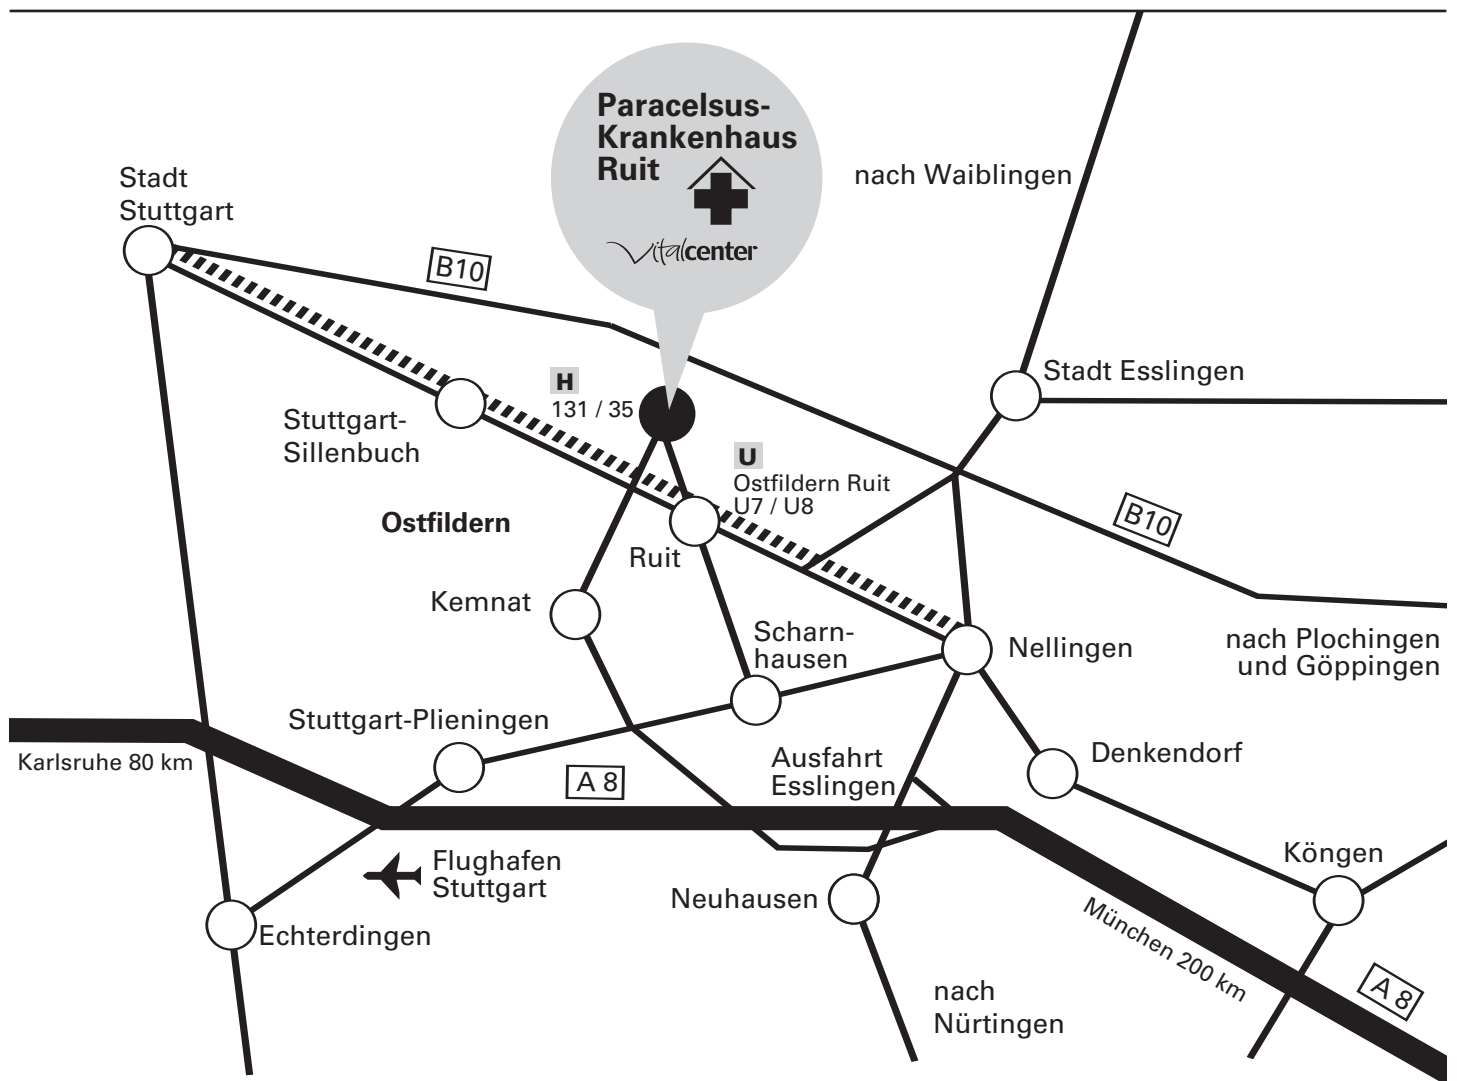 Paracelsus-
Krankenhaus
Ruit
Vitalcenter
nach Waiblingen
Stadt
Stuttgart
B10
Stadt Esslingen
H
131 / 35
Stuttgart-
Sillenbuch
U
Ostfildern Ruit
U7 / U8
Ostfildern
B10
Ruit
Kemnat
Scharn-
hausen
Nellingen
nach Plochingen
und Göppingen
Stuttgart-Plieningen
Karlsruhe 80 km
A 8
Ausfahrt
Esslingen
Denkendorf
Flughafen
Stuttgart
Köngen
Neuhausen
Echterdingen
München 200 km
A 8
nach
Nürtingen